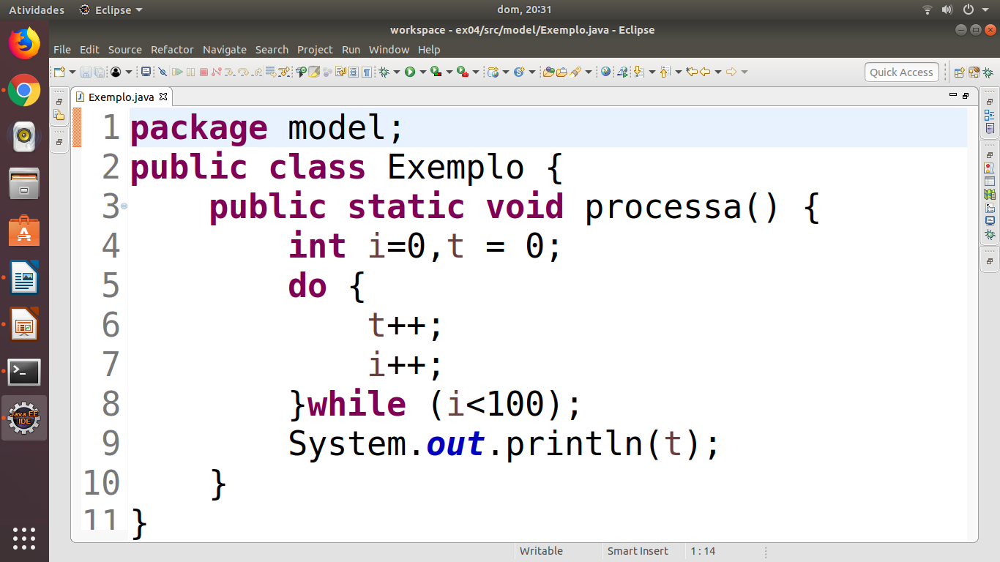 Atividades Eclipse dom, 20:31
workspace - ex04/src/model/Exemplo.java - Eclipse
File Edit Source Refactor Navigate Search Project Run Window Help
Quick Access
Exemplo.java
1 package model;
2 public class Exemplo {
3 public static void processa() {
4 int i=0,t = 0;
5 do {
6 t++;
7 i++;
8 }while (i<100);
9 System.out.println(t);
10 }
11 }
Java EE
IDE
Writable Smart Insert 1 : 14